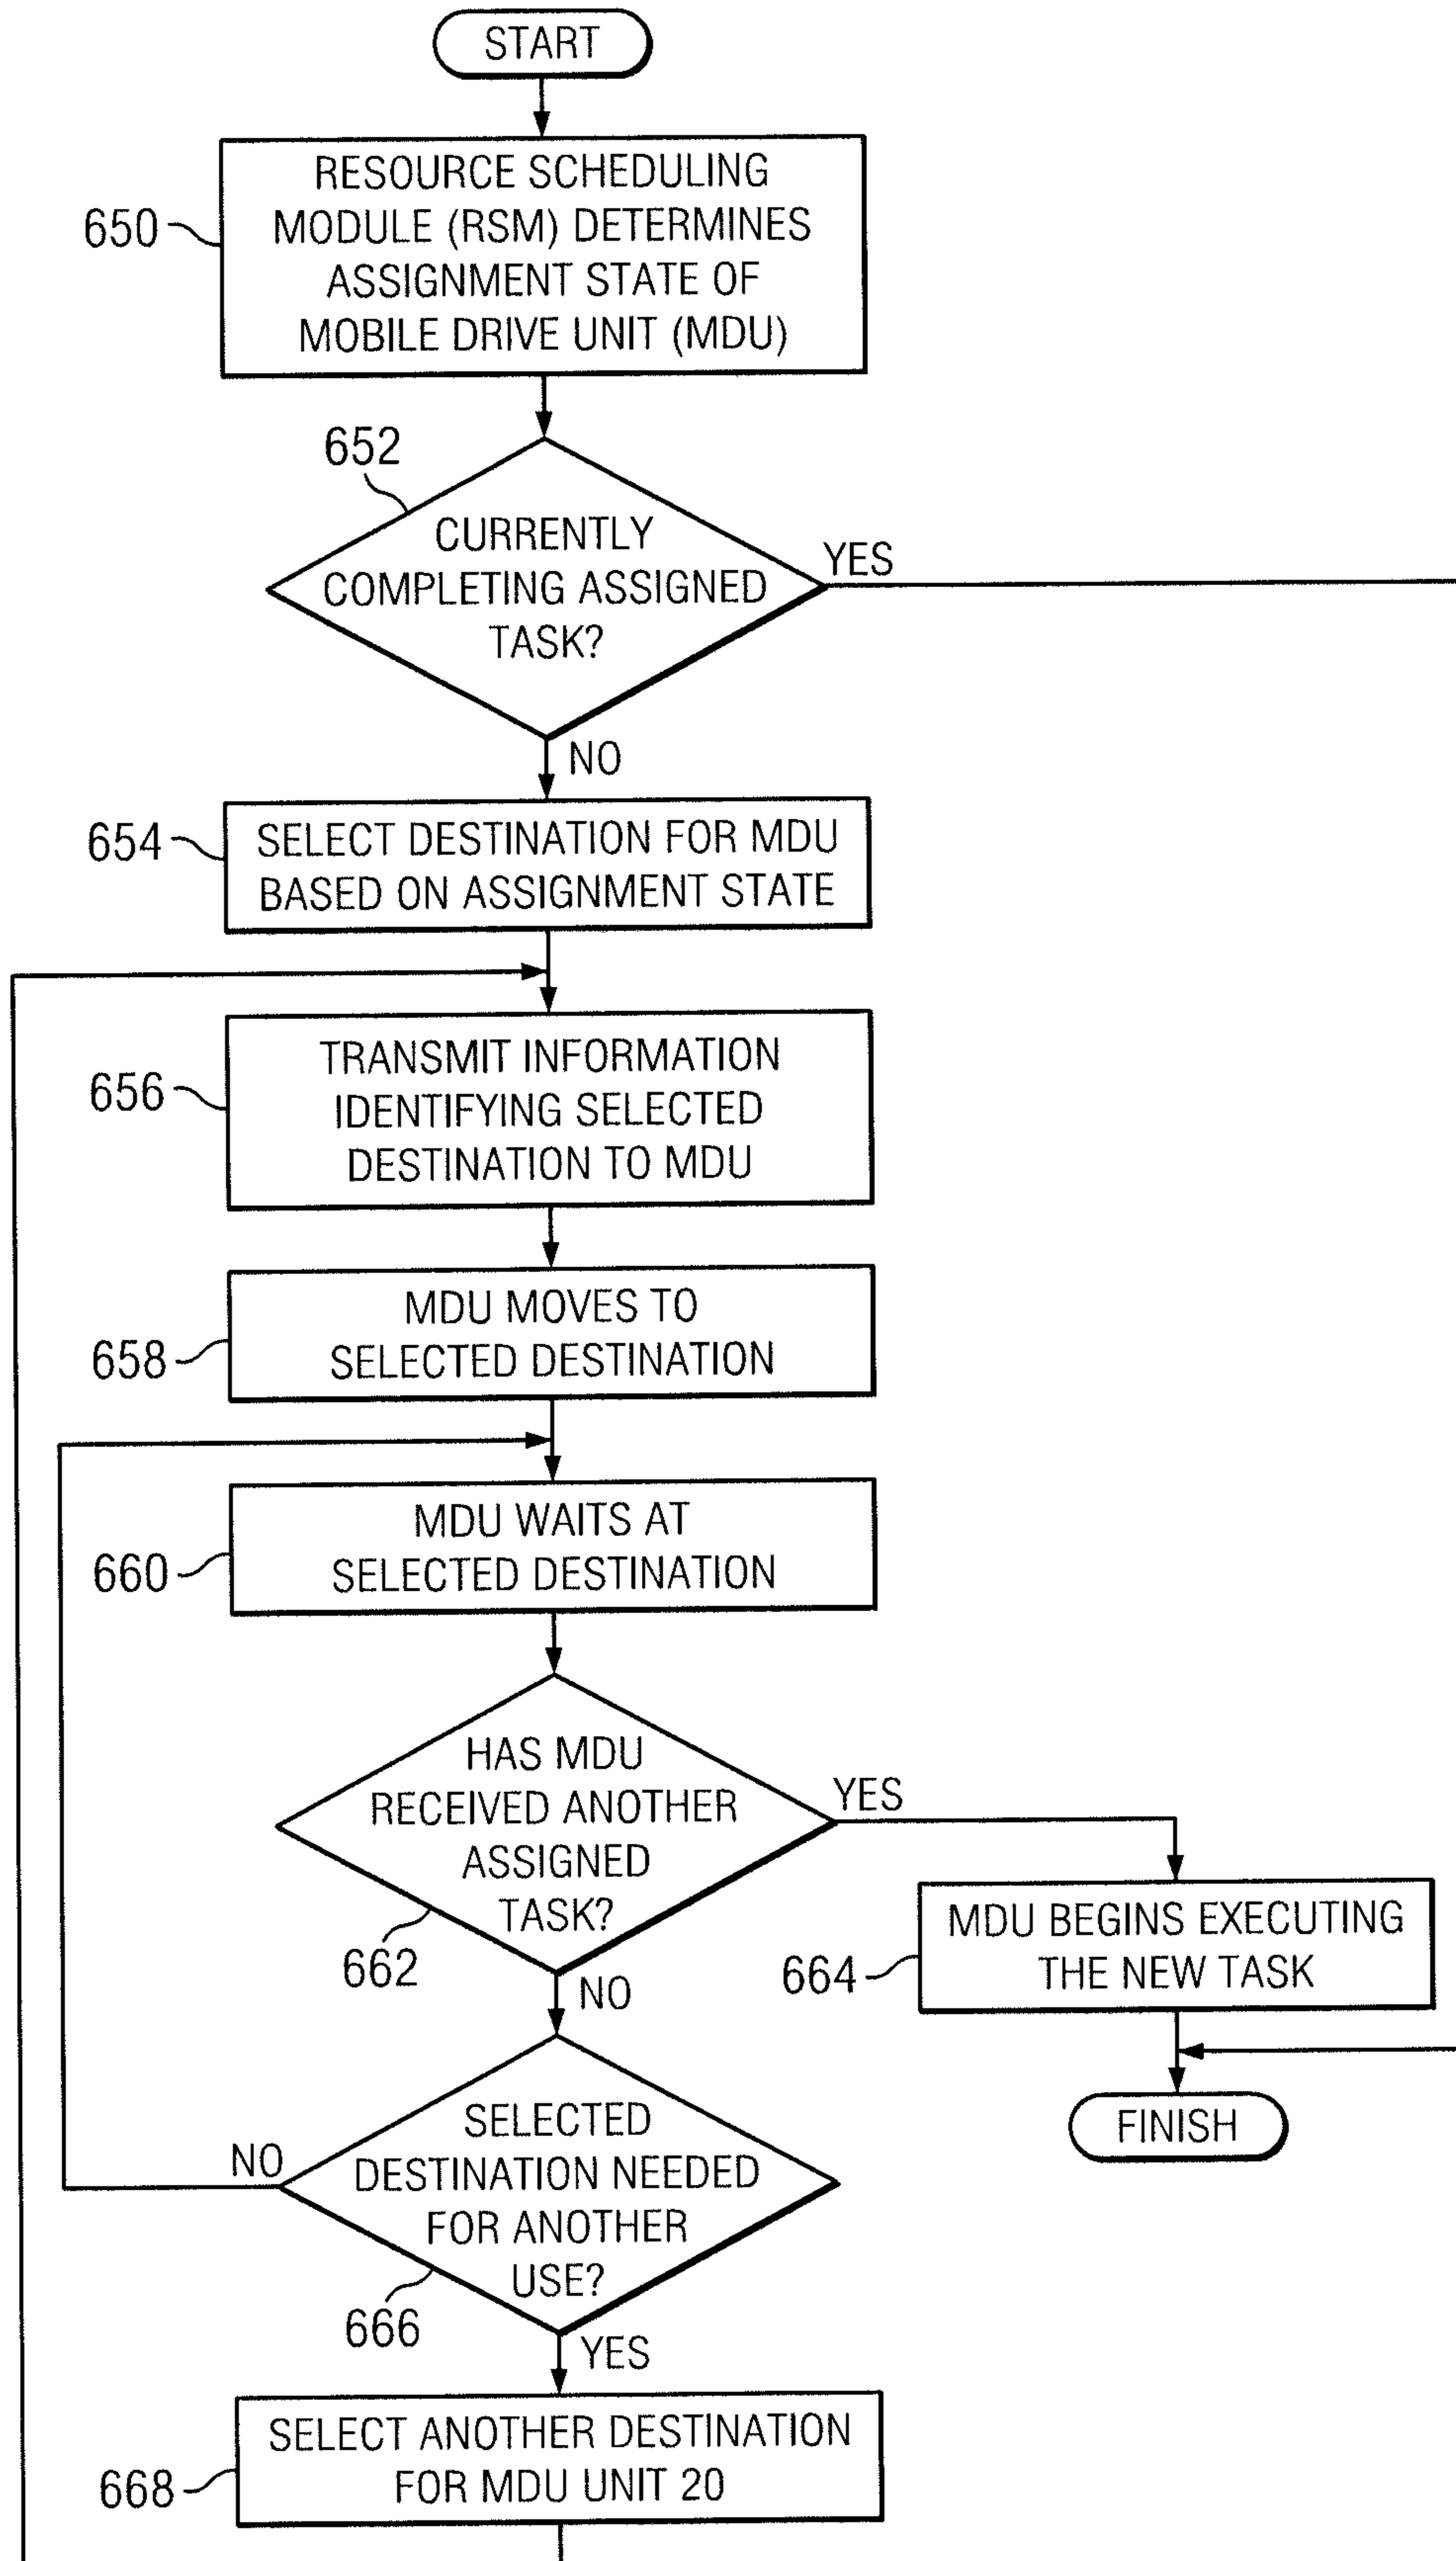 START
RESOURCE SCHEDULING
MODULE (RSM) DETERMINES
ASSIGNMENT STATE OF
MOBILE DRIVE UNIT (MDU)
650
652
CURRENTLY
COMPLETING ASSIGNED
TASK?
YES
NO
654
SELECT DESTINATION FOR MDU
BASED ON ASSIGNMENT STATE
656
TRANSMIT INFORMATION
IDENTIFYING SELECTED
DESTINATION TO MDU
658
MDU MOVES TO
SELECTED DESTINATION
660
MDU WAITS AT
SELECTED DESTINATION
HAS MDU
RECEIVED ANOTHER
ASSIGNED
TASK?
YES
662
NO
664
MDU BEGINS EXECUTING
THE NEW TASK
FINISH
SELECTED
DESTINATION NEEDED
FOR ANOTHER
USE?
NO
666
YES
668
SELECT ANOTHER DESTINATION
FOR MDU UNIT 20